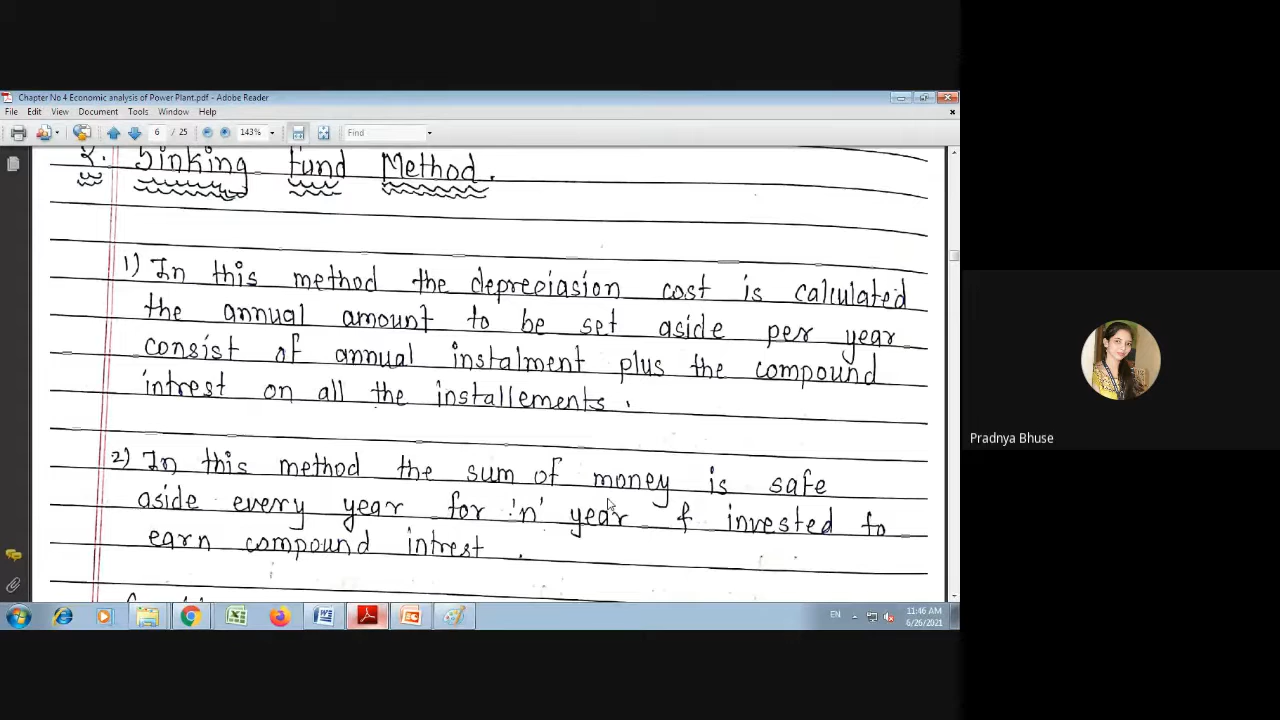 Chapter No 4 Economic analysis of Power Plant.pdf - Adobe Reader
File Edit View Document Tools Window Help
6 / 25 143% Find
2. Sinking Fund Method.
1) In this method the depreciasion cost is calculated
the annual amount to be set aside per year
consist of annual instalment plus the compound
intrest on all the installements.
2) In this method the sum of money is safe
aside every year for 'n' year & invested to
earn compound intrest.
Pradnya Bhuse
EN
11:46 AM
6/26/2021